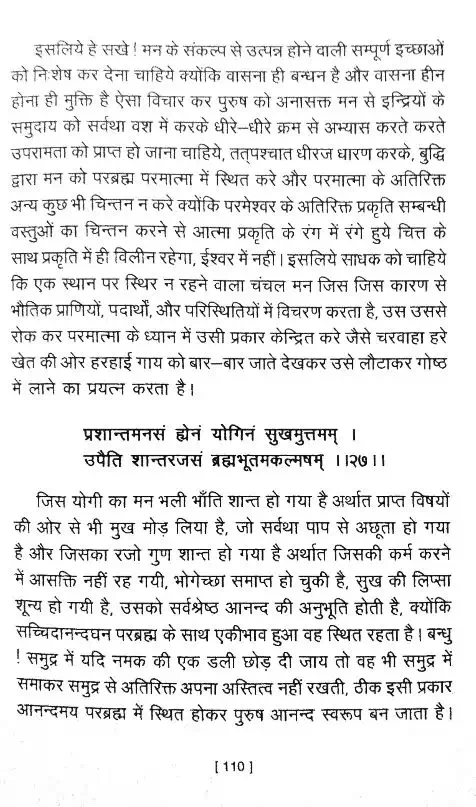 इसलिये हे सखे ! मन के संकल्प से उत्पन्न होने वाली सम्पूर्ण इच्छाओं
को निःशेष कर देना चाहिये क्योंकि वासना ही बन्धन है और वासना हीन
होना ही मुक्ति है ऐसा विचार कर पुरुष को अनासक्त मन से इन्द्रियों के
समुदाय को सर्वथा वश में करके धीरे–धीरे क्रम से अभ्यास करते करते
उपरामता को प्राप्त हो जाना चाहिये, तत्पश्चात धीरज धारण करके, बुद्धि
द्वारा मन को परब्रह्म परमात्मा में स्थित करे और परमात्मा के अतिरिक्त
अन्य कुछ भी चिन्तन न करे क्योंकि परमेश्वर के अतिरिक्त प्रकृति सम्बन्धी
वस्तुओं का चिन्तन करने से आत्मा प्रकृति के रंग में रंगे हुये चित्त के
साथ प्रकृति में ही विलीन रहेगा, ईश्वर में नहीं। इसलिये साधक को चाहिये
कि एक स्थान पर स्थिर न रहने वाला चंचल मन जिस जिस कारण से
भौतिक प्राणियों, पदार्थों, और परिस्थितियों में विचरण करता है, उस उससे
रोक कर परमात्मा के ध्यान में उसी प्रकार केन्द्रित करे जैसे चरवाहा हरे
खेत की ओर हरहाई गाय को बार–बार जाते देखकर उसे लौटाकर गोष्ठ
में लाने का प्रयत्न करता है।
प्रशान्तमनसं ह्येनं योगिनं सुखमुत्तमम् ।
उपैति शान्तरजसं ब्रह्मभूतमकल्मषम् ।।२७।।
जिस योगी का मन भली भाँति शान्त हो गया है अर्थात प्राप्त विषयों
की ओर से भी मुख मोड़ लिया है, जो सर्वथा पाप से अछूता हो गया
है और जिसका रजो गुण शान्त हो गया है अर्थात जिसकी कर्म करने
में आसक्ति नहीं रह गयी, भोगेच्छा समाप्त हो चुकी है, सुख की लिप्सा
शून्य हो गयी है, उसको सर्वश्रेष्ठ आनन्द की अनुभूति होती है, क्योंकि
सच्चिदानन्दघन परब्रह्म के साथ एकीभाव हुआ वह स्थित रहता है। बन्धु
! समुद्र में यदि नमक की एक डली छोड़ दी जाय तो वह भी समुद्र में
समाकर समुद्र से अतिरिक्त अपना अस्तित्व नहीं रखती, ठीक इसी प्रकार
आनन्दमय परब्रह्म में स्थित होकर पुरुष आनन्द स्वरूप बन जाता है।
[ 110 ]